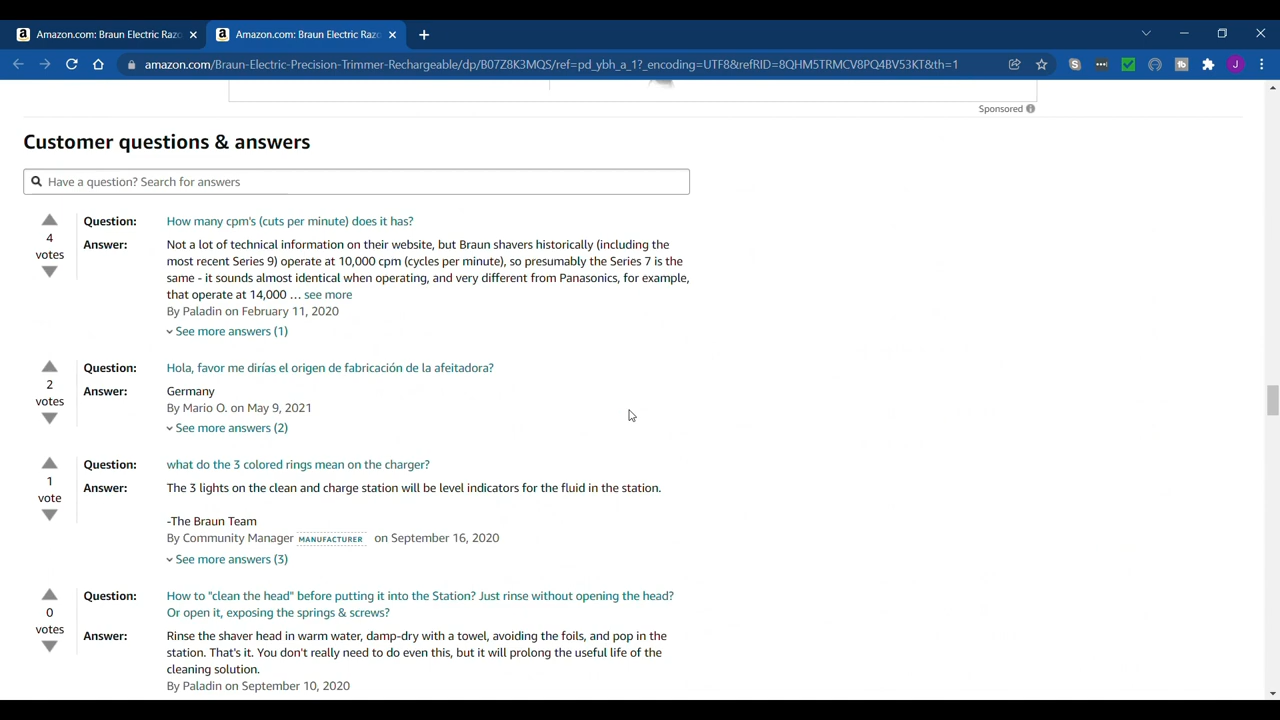 Amazon.com: Braun Electric Razo
Amazon.com: Braun Electric Razo
amazon.com/Braun-Electric-Precision-Trimmer-Rechargeable/dp/B07Z8K3MQS/ref=pd_ybh_a_1?_encoding=UTF8&refRID=8QHM5TRMCV8PQ4BV53KT&th=1
J
Sponsored
Customer questions & answers
Have a question? Search for answers
4
votes
Question: How many cpm's (cuts per minute) does it has?
Answer: Not a lot of technical information on their website, but Braun shavers historically (including the
most recent Series 9) operate at 10,000 cpm (cycles per minute), so presumably the Series 7 is the
same - it sounds almost identical when operating, and very different from Panasonics, for example,
that operate at 14,000 … see more
By Paladin on February 11, 2020
See more answers (1)
2
votes
Question: Hola, favor me dirías el origen de fabricación de la afeitadora?
Answer: Germany
By Mario O. on May 9, 2021
See more answers (2)
1
vote
Question: what do the 3 colored rings mean on the charger?
Answer: The 3 lights on the clean and charge station will be level indicators for the fluid in the station.
-The Braun Team
By Community Manager MANUFACTURER on September 16, 2020
See more answers (3)
0
votes
Question: How to "clean the head" before putting it into the Station? Just rinse without opening the head?
Or open it, exposing the springs & screws?
Answer: Rinse the shaver head in warm water, damp-dry with a towel, avoiding the foils, and pop in the
station. That's it. You don't really need to do even this, but it will prolong the useful life of the
cleaning solution.
By Paladin on September 10, 2020